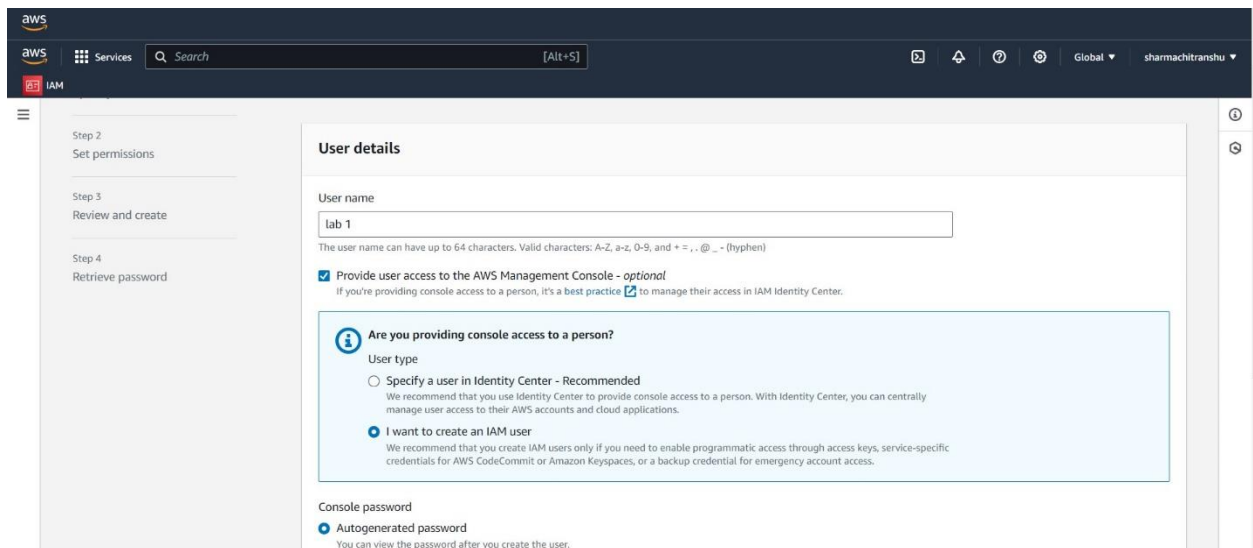 aws
aws
Services
Search
[Alt+S]
Global
sharmachitranshu
IAM
Step 2
Set permissions
Step 3
Review and create
Step 4
Retrieve password
User details
User name
lab 1
The user name can have up to 64 characters. Valid characters: A-Z, a-z, 0-9, and + = , . @ _ - (hyphen)
Provide user access to the AWS Management Console - optional
If you're providing console access to a person, it's a best practice to manage their access in IAM Identity Center.
Are you providing console access to a person?
User type
Specify a user in Identity Center - Recommended
We recommend that you use Identity Center to provide console access to a person. With Identity Center, you can centrally
manage user access to their AWS accounts and cloud applications.
I want to create an IAM user
We recommend that you create IAM users only if you need to enable programmatic access through access keys, service-specific
credentials for AWS CodeCommit or Amazon Keyspaces, or a backup credential for emergency account access.
Console password
Autogenerated password
You can view the password after you create the user.